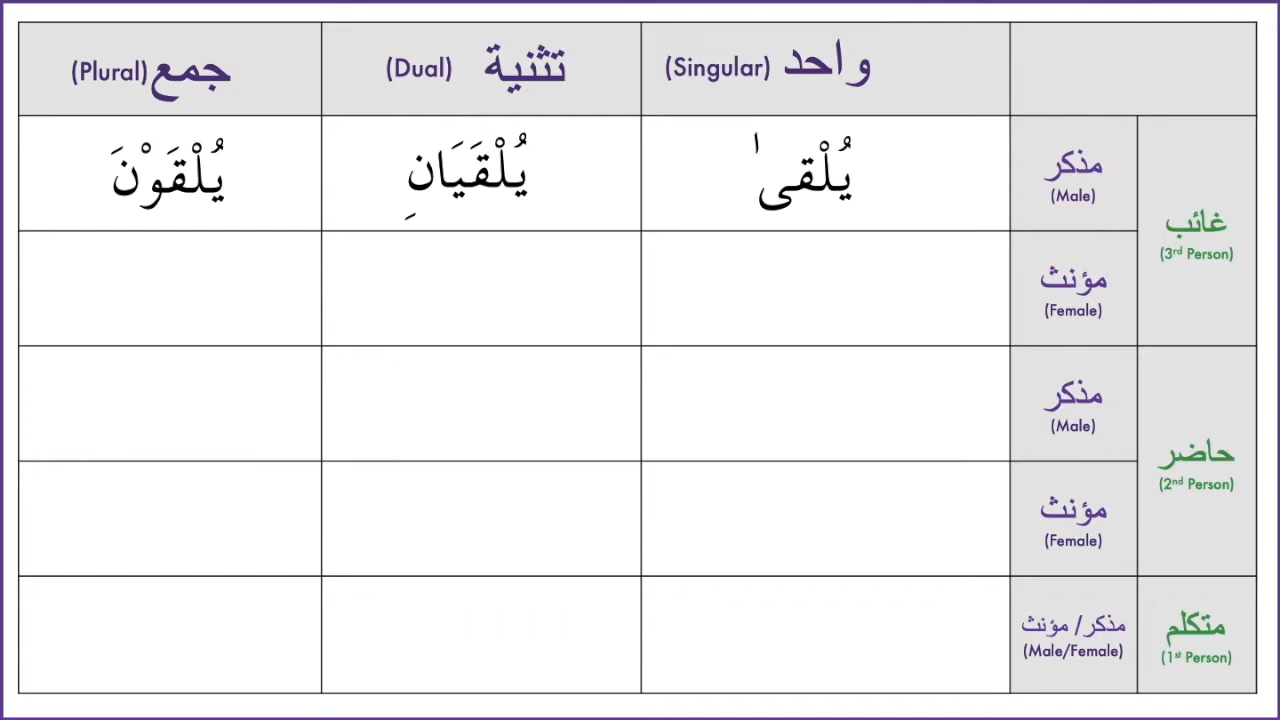 واحد (Singular)
تثنية (Dual)
جمع (Plural)
غائب
(3rd Person)
مذكر
(Male)
يُلْقىٰ
يُلْقَيَانِ
يُلْقَوْنَ
مؤنث
(Female)
حاضر
(2nd Person)
مذكر
(Male)
مؤنث
(Female)
متكلم
(1st Person)
مذكر/ مؤنث
(Male/Female)